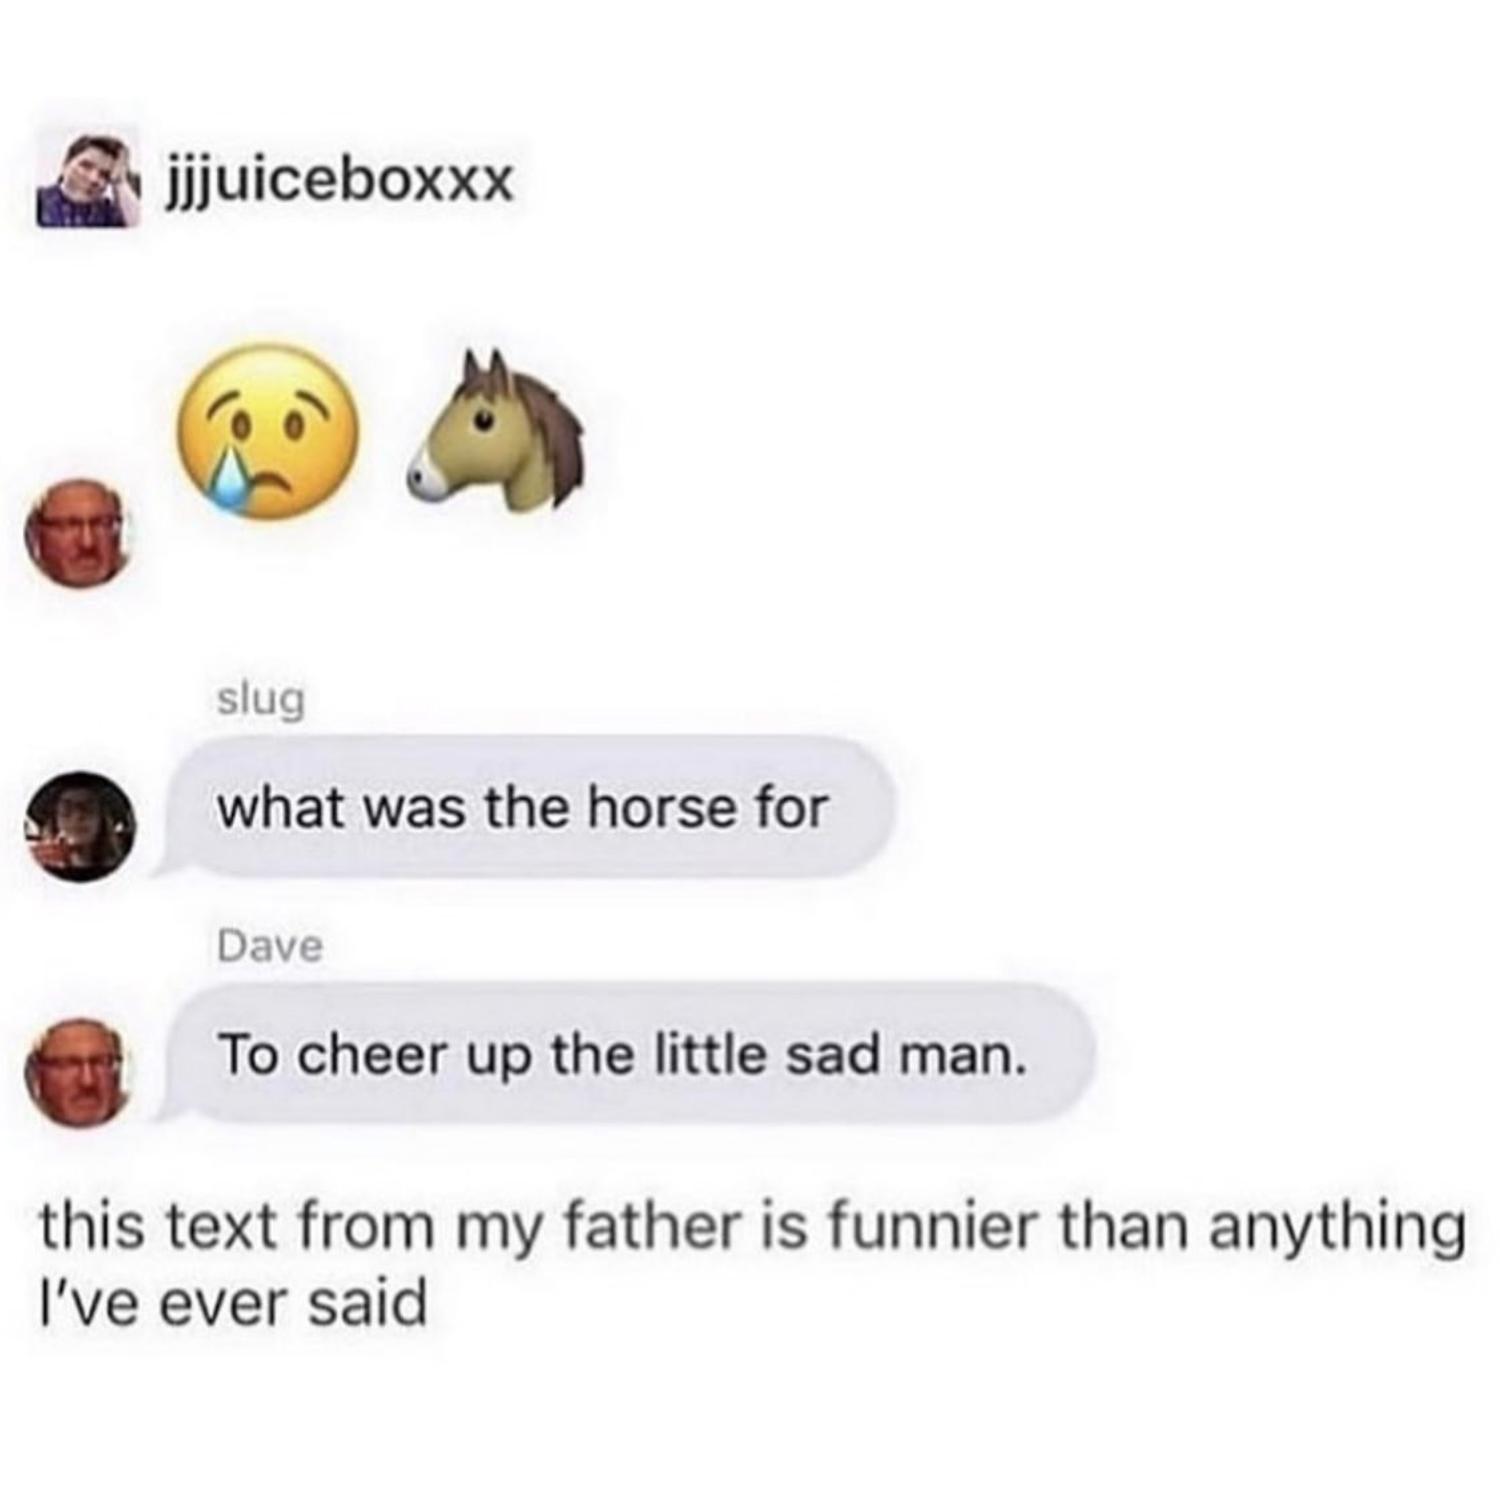 jjjuiceboxxx
😢 🐴
slug
what was the horse for
Dave
To cheer up the little sad man.
this text from my father is funnier than anything
I've ever said